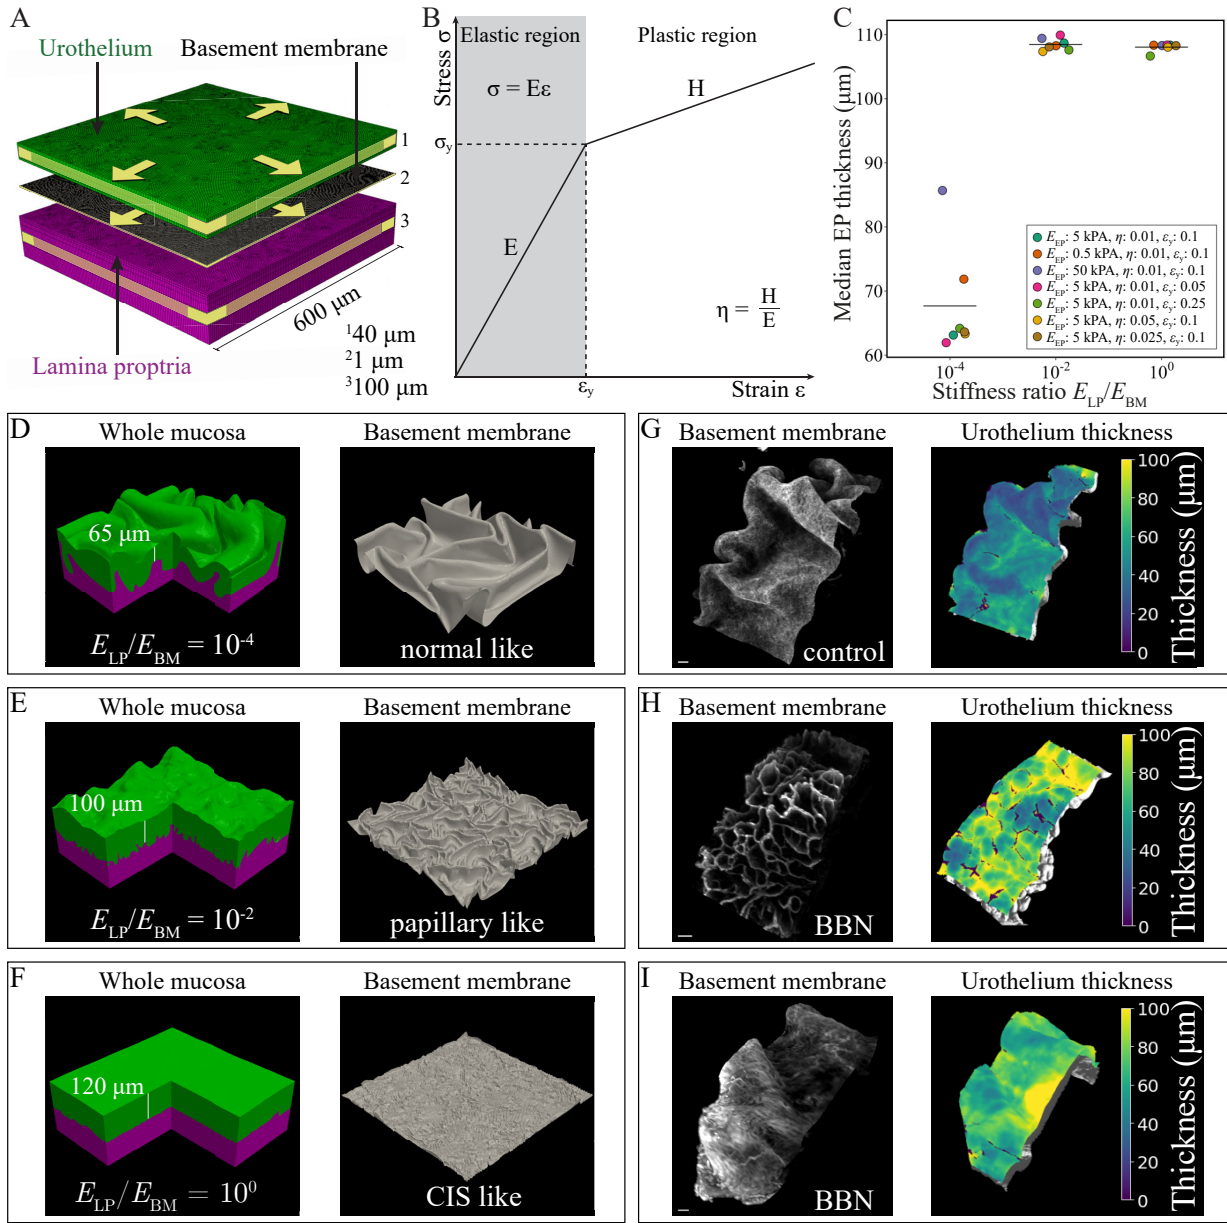 A
Urothelium
Basement membrane
1
2
3
600 μm
Lamina proptria
¹40 μm
²1 μm
³100 μm
B
Elastic region
Plastic region
Stress σ
σ = Eε
H
σy
E
η = H/E
εy
Strain ε
C
Median EP thickness (μm)
110
100
90
80
70
60
EEP: 5 kPA, η: 0.01, εy: 0.1
EEP: 0.5 kPA, η: 0.01, εy: 0.1
EEP: 50 kPA, η: 0.01, εy: 0.1
EEP: 5 kPA, η: 0.01, εy: 0.05
EEP: 5 kPA, η: 0.01, εy: 0.25
EEP: 5 kPA, η: 0.05, εy: 0.1
EEP: 5 kPA, η: 0.025, εy: 0.1
10⁻⁴
10⁻²
10⁰
Stiffness ratio ELP/EBM
D
Whole mucosa
Basement membrane
65 μm
ELP/EBM = 10⁻⁴
normal like
G
Basement membrane
Urothelium thickness
control
100
80
60
40
20
0
Thickness (μm)
E
Whole mucosa
Basement membrane
100 μm
ELP/EBM = 10⁻²
papillary like
H
Basement membrane
Urothelium thickness
BBN
100
80
60
40
20
0
Thickness (μm)
F
Whole mucosa
Basement membrane
120 μm
ELP/EBM = 10⁰
CIS like
I
Basement membrane
Urothelium thickness
BBN
100
80
60
40
20
0
Thickness (μm)